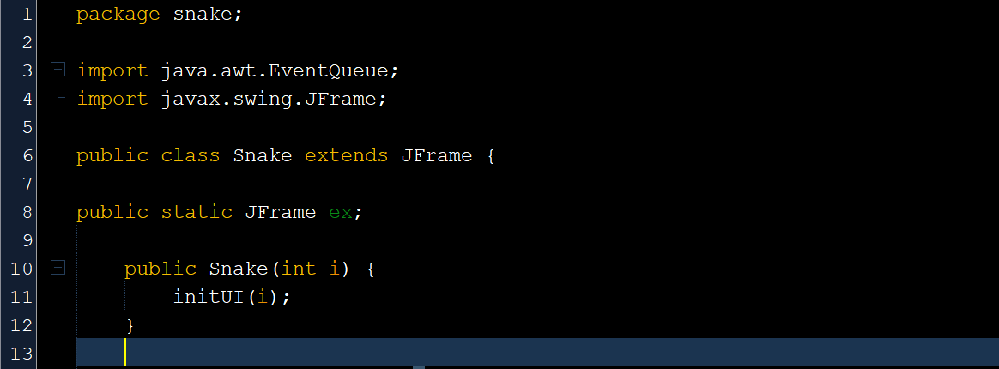 1 package snake;
2
3 import java.awt.EventQueue;
4 import javax.swing.JFrame;
5
6 public class Snake extends JFrame {
7
8 public static JFrame ex;
9
10     public Snake(int i) {
11         initUI(i);
12     }
13